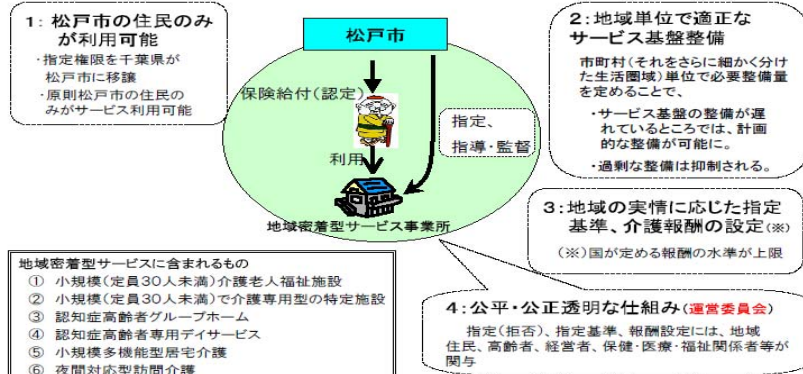 1：松戸市の住民のみ
が利用可能
・指定権限を千葉県が
松戸市に移譲
・原則松戸市の住民の
みがサービス利用可能
松戸市
保険給付（認定）
利用
指定、
指導・監督
地域密着型サービス事業所
2：地域単位で適正な
サービス基盤整備
市町村（それをさらに細かく分け
た生活圏域）単位で必要整備量
を定めることで、
・サービス基盤の整備が遅
れているところでは、計画
的な整備が可能に。
・過剰な整備は抑制される。
3：地域の実情に応じた指定
基準、介護報酬の設定（※）
（※）国が定める報酬の水準が上限
4：公平・公正透明な仕組み（運営委員会）
指定（拒否）、指定基準、報酬設定には、地域
住民、高齢者、経営者、保健・医療・福祉関係者等が
関与
地域密着型サービスに含まれるもの
① 小規模（定員30人未満）介護老人福祉施設
② 小規模（定員30人未満）で介護専用型の特定施設
③ 認知症高齢者グループホーム
④ 認知症高齢者専用デイサービス
⑤ 小規模多機能型居宅介護
⑥ 夜間対応型訪問介護